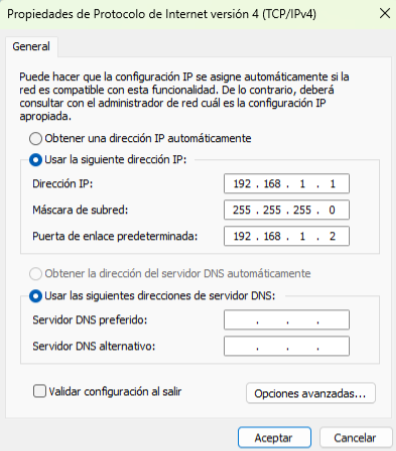 Propiedades de Protocolo de Internet versión 4 (TCP/IPv4)
General
Puede hacer que la configuración IP se asigne automáticamente si la
red es compatible con esta funcionalidad. De lo contrario, deberá
consultar con el administrador de red cuál es la configuración IP
apropiada.
Obtener una dirección IP automáticamente
Usar la siguiente dirección IP:
Dirección IP: 192 . 168 . 1 . 1
Máscara de subred: 255 . 255 . 255 . 0
Puerta de enlace predeterminada: 192 . 168 . 1 . 2
Obtener la dirección del servidor DNS automáticamente
Usar las siguientes direcciones de servidor DNS:
Servidor DNS preferido: . . .
Servidor DNS alternativo: . . .
Validar configuración al salir
Opciones avanzadas...
Aceptar Cancelar